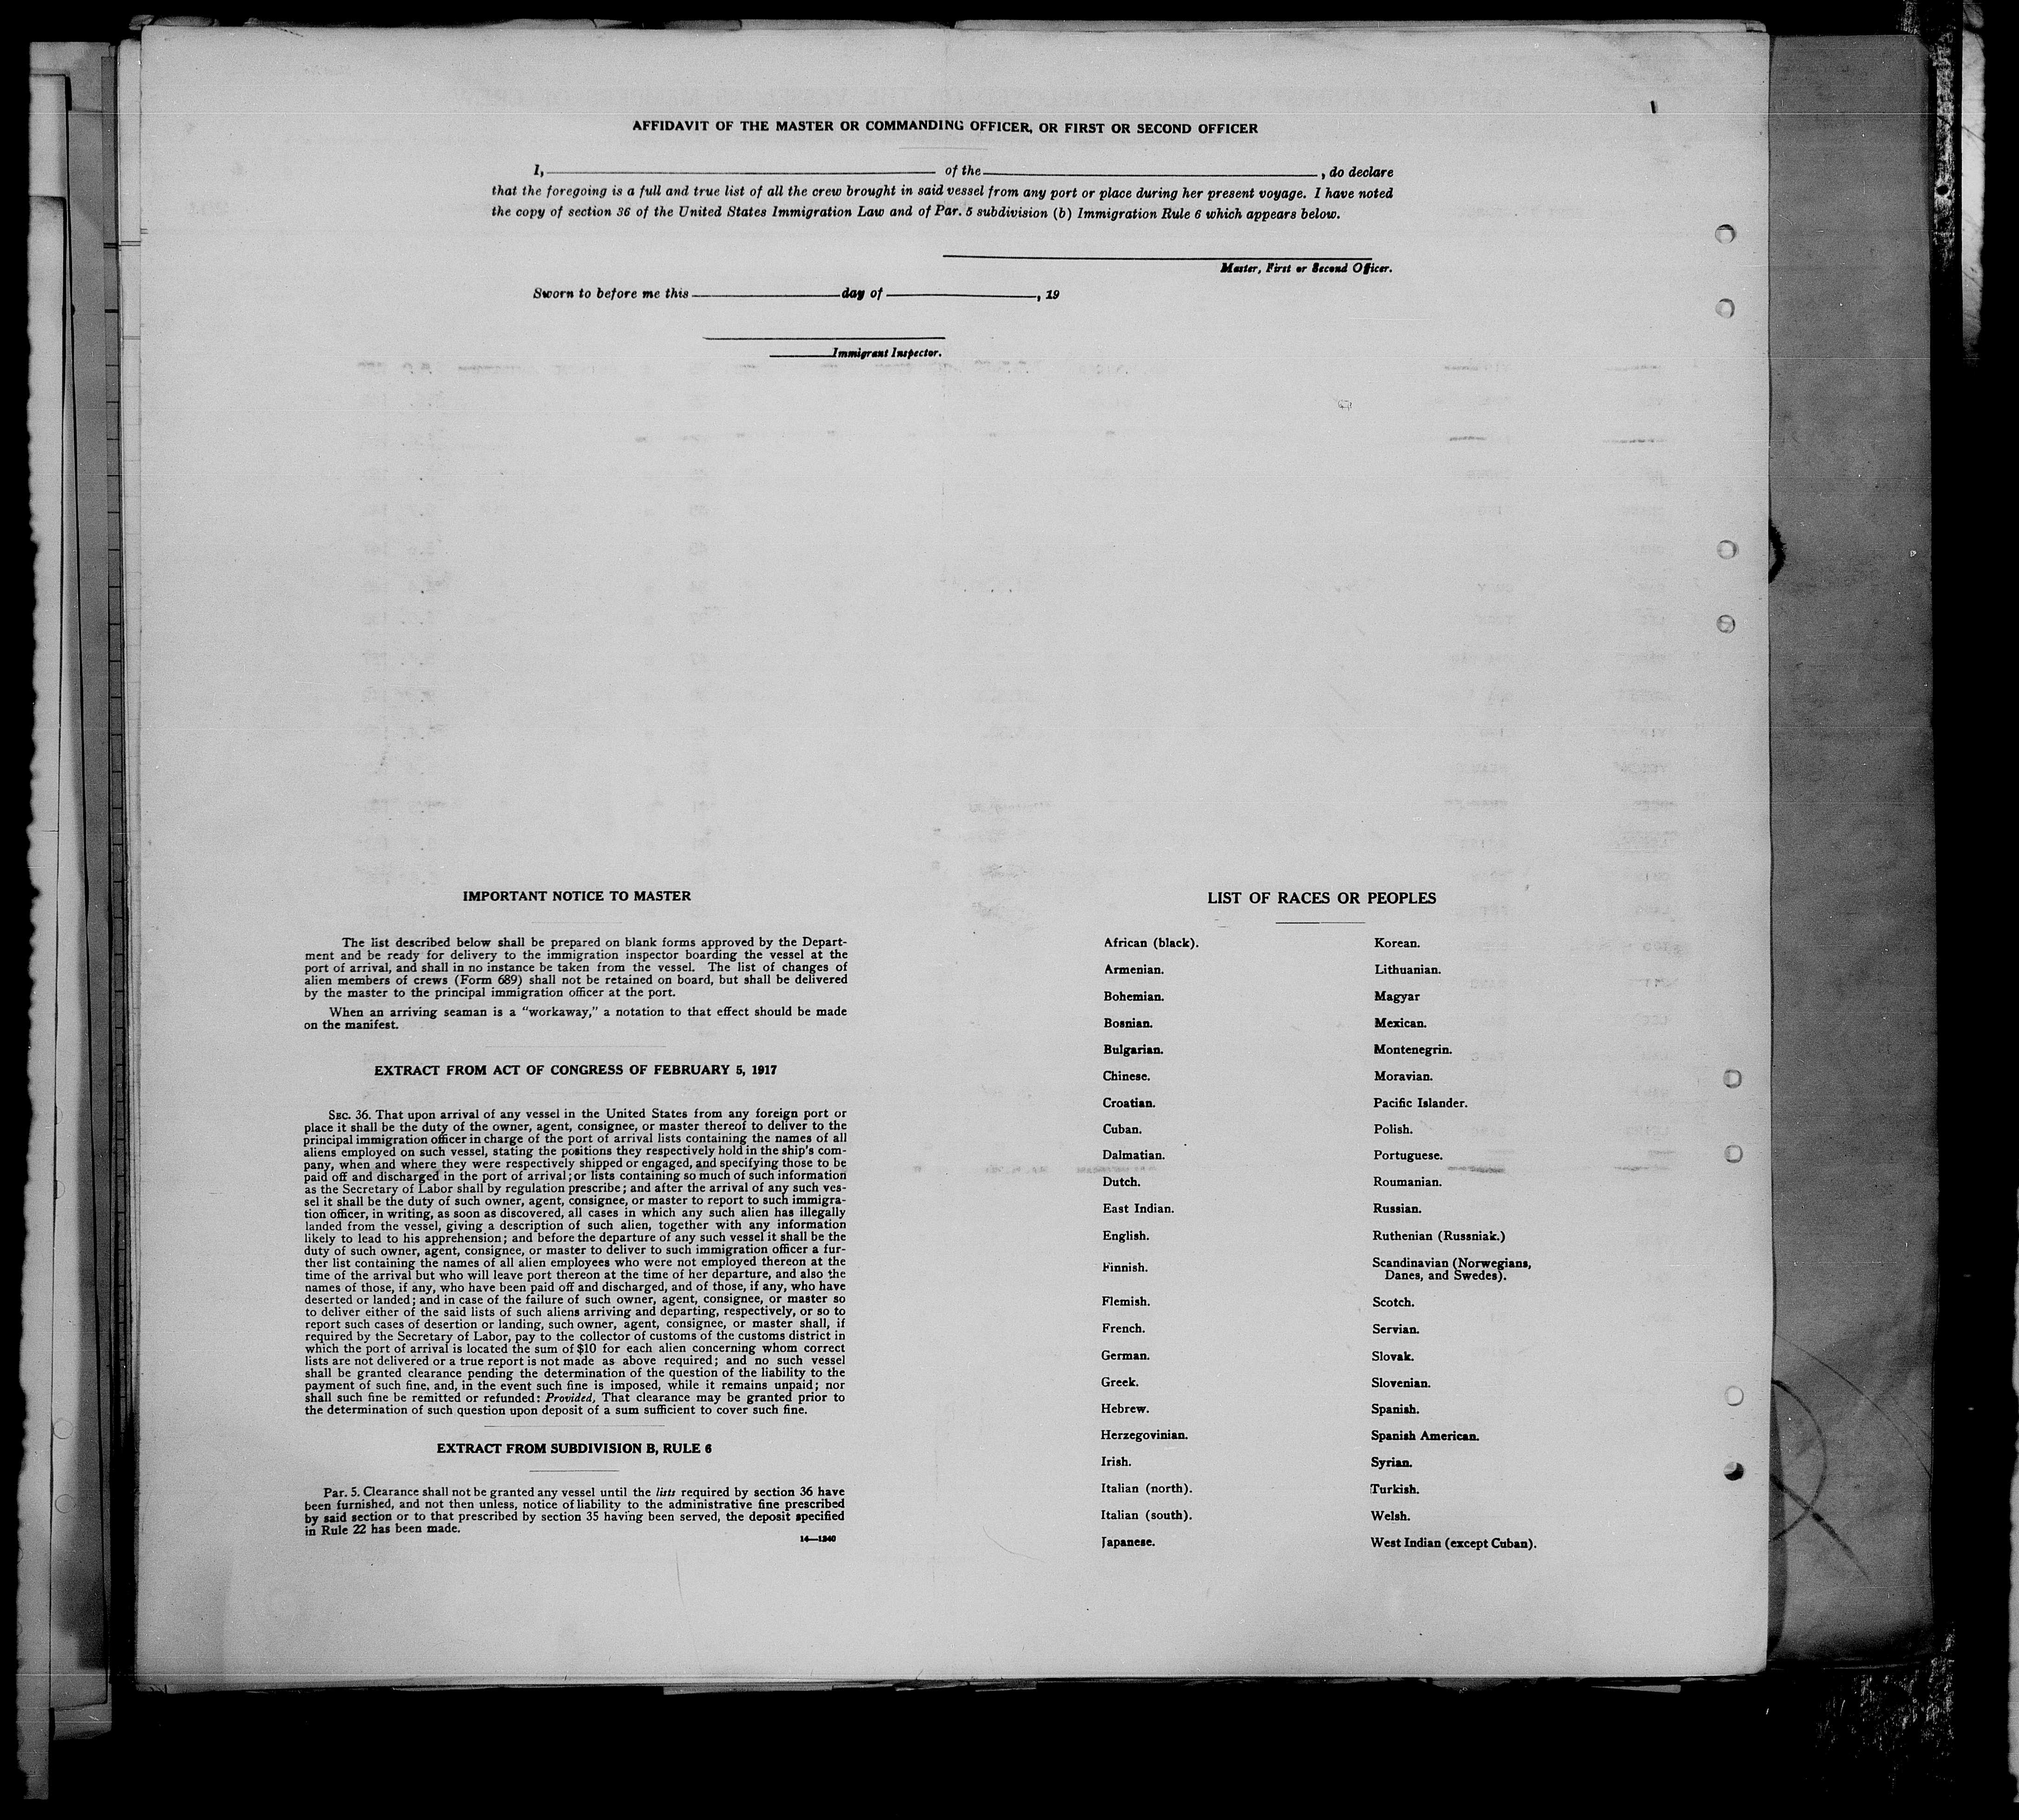 AFFIDAVIT OF THE MASTER OR COMMANDING OFFICER, OR FIRST OR SECOND OFFICER
I, of the , do declare
that the foregoing is a full and true list of all the crew brought in said vessel from any port or place during her present voyage. I have noted
the copy of section 36 of the United States Immigration Law and of Par. 5 subdivision (b) Immigration Rule 6 which appears below.
Master, First or Second Officer.
Sworn to before me this day of , 19
Immigrant Inspector.
IMPORTANT NOTICE TO MASTER
The list described below shall be prepared on blank forms approved by the Depart-
ment and be ready for delivery to the immigration inspector boarding the vessel at the
port of arrival, and shall in no instance be taken from the vessel. The list of changes of
alien members of crews (Form 689) shall not be retained on board, but shall be delivered
by the master to the principal immigration officer at the port.
When an arriving seaman is a "workaway," a notation to that effect should be made
on the manifest.
EXTRACT FROM ACT OF CONGRESS OF FEBRUARY 5, 1917
SEC. 36. That upon arrival of any vessel in the United States from any foreign port or
place it shall be the duty of the owner, agent, consignee, or master thereof to deliver to the
principal immigration officer in charge of the port of arrival lists containing the names of all
aliens employed on such vessel, stating the positions they respectively hold in the ship's com-
pany, when and where they were respectively shipped or engaged, and specifying those to be
paid off and discharged in the port of arrival; or lists containing so much of such information
as the Secretary of Labor shall by regulation prescribe; and after the arrival of any such ves-
sel it shall be the duty of such owner, agent, consignee, or master to report to such immigra-
tion officer, in writing, as soon as discovered, all cases in which any such alien has illegally
landed from the vessel, giving a description of such alien, together with any information
likely to lead to his apprehension; and before the departure of any such vessel it shall be the
duty of such owner, agent, consignee, or master to deliver to such immigration officer a fur-
ther list containing the names of all alien employees who were not employed thereon at the
time of the arrival but who will leave port thereon at the time of her departure, and also the
names of those, if any, who have been paid off and discharged, and of those, if any, who have
deserted or landed; and in case of the failure of such owner, agent, consignee, or master so
to deliver either of the said lists of such aliens arriving and departing, respectively, or so to
report such cases of desertion or landing, such owner, agent, consignee, or master shall, if
required by the Secretary of Labor, pay to the collector of customs of the customs district in
which the port of arrival is located the sum of $10 for each alien concerning whom correct
lists are not delivered or a true report is not made as above required; and no such vessel
shall be granted clearance pending the determination of the question of the liability to the
payment of such fine, and, in the event such fine is imposed, while it remains unpaid; nor
shall such fine be remitted or refunded: Provided, That clearance may be granted prior to
the determination of such question upon deposit of a sum sufficient to cover such fine.
EXTRACT FROM SUBDIVISION B, RULE 6
Par. 5. Clearance shall not be granted any vessel until the lists required by section 36 have
been furnished, and not then unless, notice of liability to the administrative fine prescribed
by said section or to that prescribed by section 35 having been served, the deposit specified
in Rule 22 has been made.
14—1240
LIST OF RACES OR PEOPLES
African (black).
Armenian.
Bohemian.
Bosnian.
Bulgarian.
Chinese.
Croatian.
Cuban.
Dalmatian.
Dutch.
East Indian.
English.
Finnish.
Flemish.
French.
German.
Greek.
Hebrew.
Herzegovinian.
Irish.
Italian (north).
Italian (south).
Japanese.
Korean.
Lithuanian.
Magyar
Mexican.
Montenegrin.
Moravian.
Pacific Islander.
Polish.
Portuguese.
Roumanian.
Russian.
Ruthenian (Russniak.)
Scandinavian (Norwegians,
Danes, and Swedes).
Scotch.
Servian.
Slovak.
Slovenian.
Spanish.
Spanish American.
Syrian.
Turkish.
Welsh.
West Indian (except Cuban).